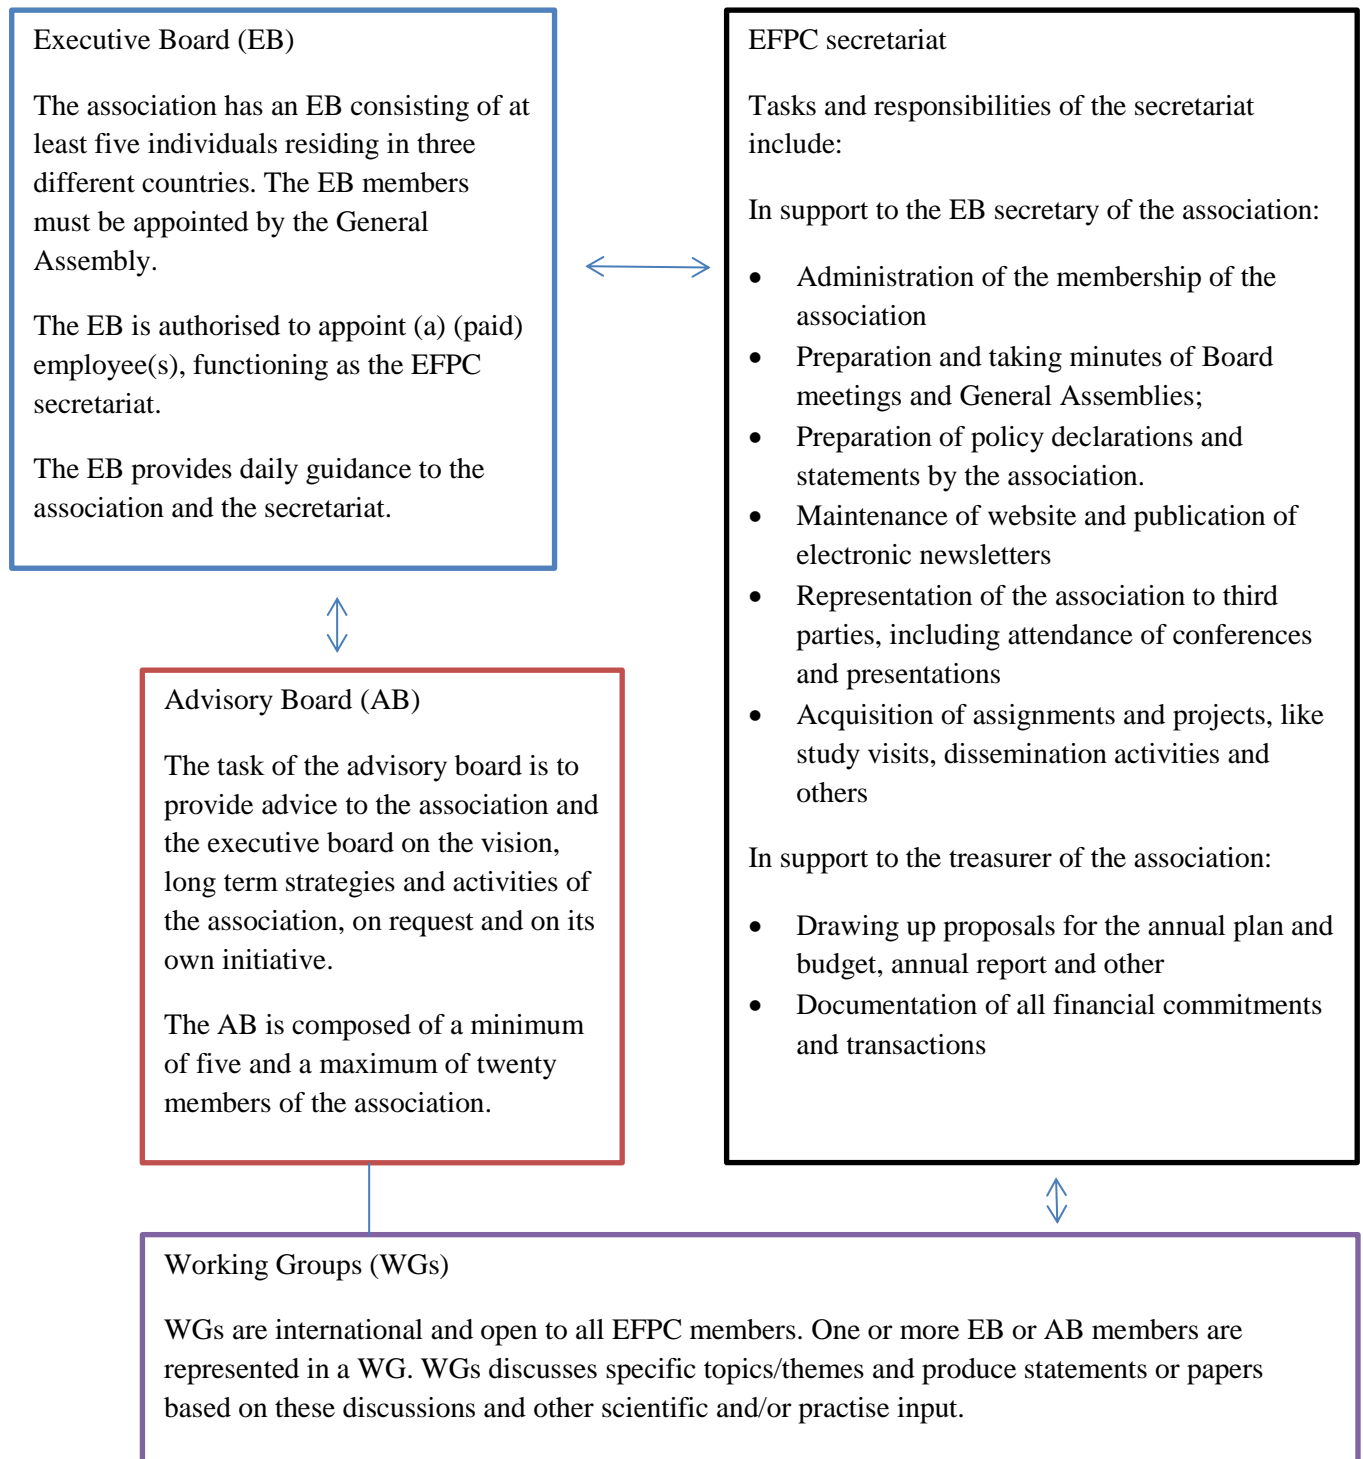 Executive Board (EB)
The association has an EB consisting of at
least five individuals residing in three
different countries. The EB members
must be appointed by the General
Assembly.
The EB is authorised to appoint (a) (paid)
employee(s), functioning as the EFPC
secretariat.
The EB provides daily guidance to the
association and the secretariat.
EFPC secretariat
Tasks and responsibilities of the secretariat
include:
In support to the EB secretary of the association:
• Administration of the membership of the
association
• Preparation and taking minutes of Board
meetings and General Assemblies;
• Preparation of policy declarations and
statements by the association.
• Maintenance of website and publication of
electronic newsletters
• Representation of the association to third
parties, including attendance of conferences
and presentations
• Acquisition of assignments and projects, like
study visits, dissemination activities and
others
In support to the treasurer of the association:
• Drawing up proposals for the annual plan and
budget, annual report and other
• Documentation of all financial commitments
and transactions
Advisory Board (AB)
The task of the advisory board is to
provide advice to the association and
the executive board on the vision,
long term strategies and activities of
the association, on request and on its
own initiative.
The AB is composed of a minimum
of five and a maximum of twenty
members of the association.
Working Groups (WGs)
WGs are international and open to all EFPC members. One or more EB or AB members are
represented in a WG. WGs discusses specific topics/themes and produce statements or papers
based on these discussions and other scientific and/or practise input.